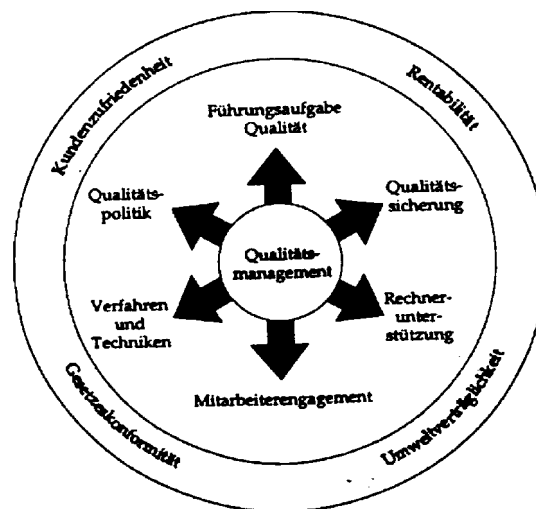 Kundenzufriedenheit
Rentabilität
Führungsaufgabe
Qualität
Qualitäts-
politik
Qualitäts-
sicherung
Qualitäts-
management
Verfahren
und
Techniken
Rechner-
unter-
stützung
Mitarbeiterengagement
Gesetzeskonformität
Umweltverträglichkeit